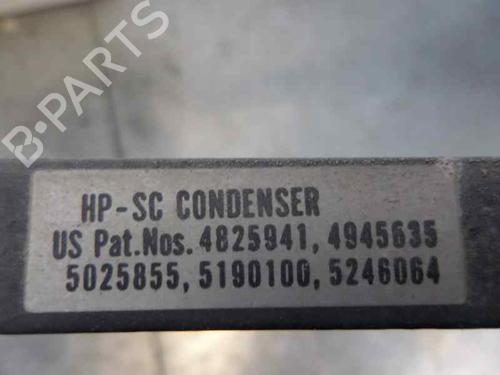 B-PARTS
HP-SC CONDENSER
US Pat.Nos. 4825941, 4945635
5025855, 5190100, 5246064